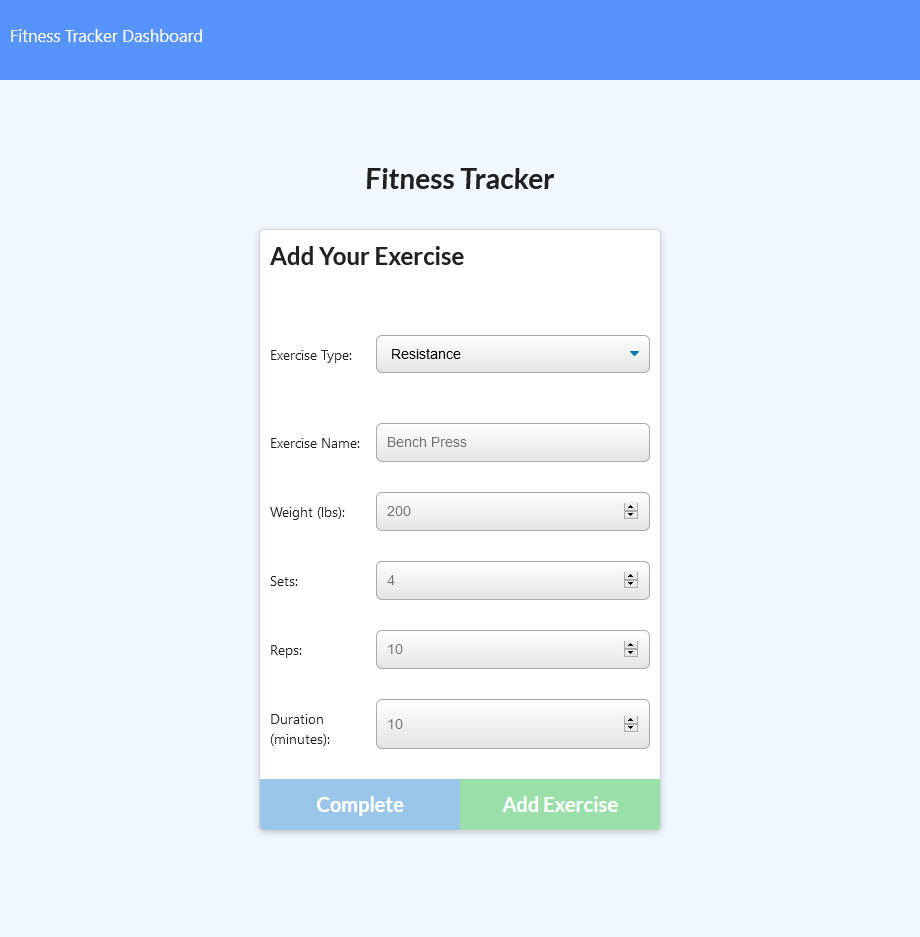 Fitness Tracker Dashboard
Fitness Tracker
Add Your Exercise
Exercise Type: Resistance
Exercise Name: Bench Press
Weight (lbs): 200
Sets: 4
Reps: 10
Duration
(minutes): 10
Complete Add Exercise